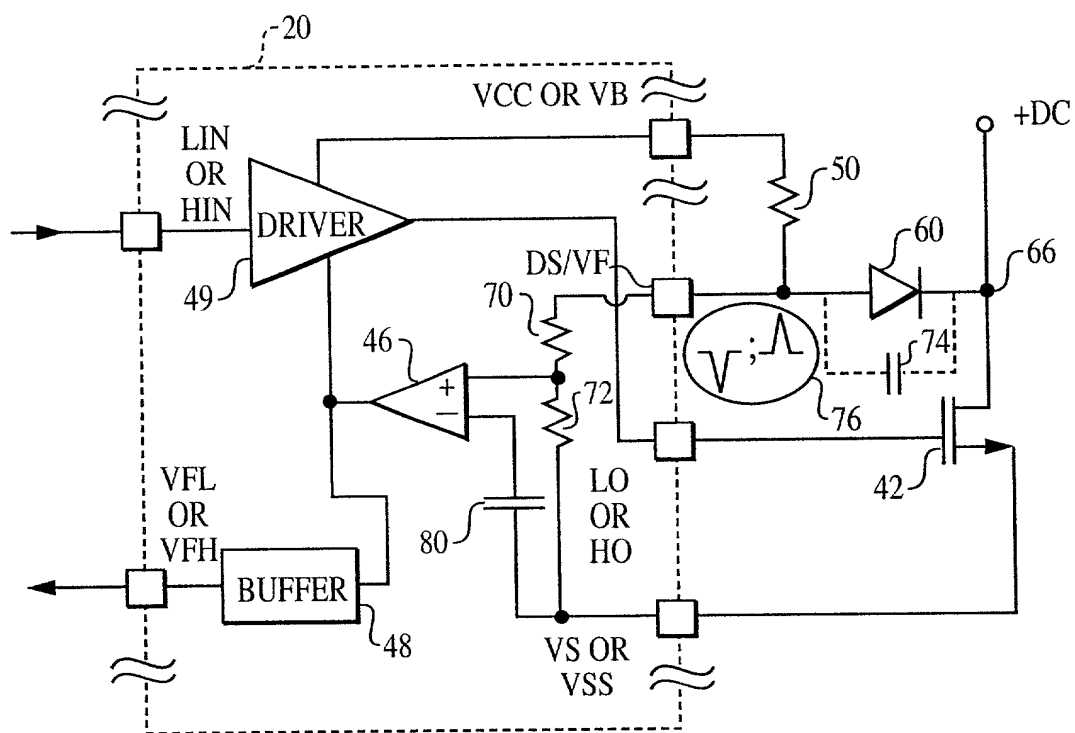 20
VCC OR VB
+DC
LIN
OR
HIN
DRIVER
49
50
60
66
DS/VF
70
46
+
−
72
;
74
76
42
VFL
OR
VFH
80
LO
OR
HO
BUFFER
48
VS OR
VSS